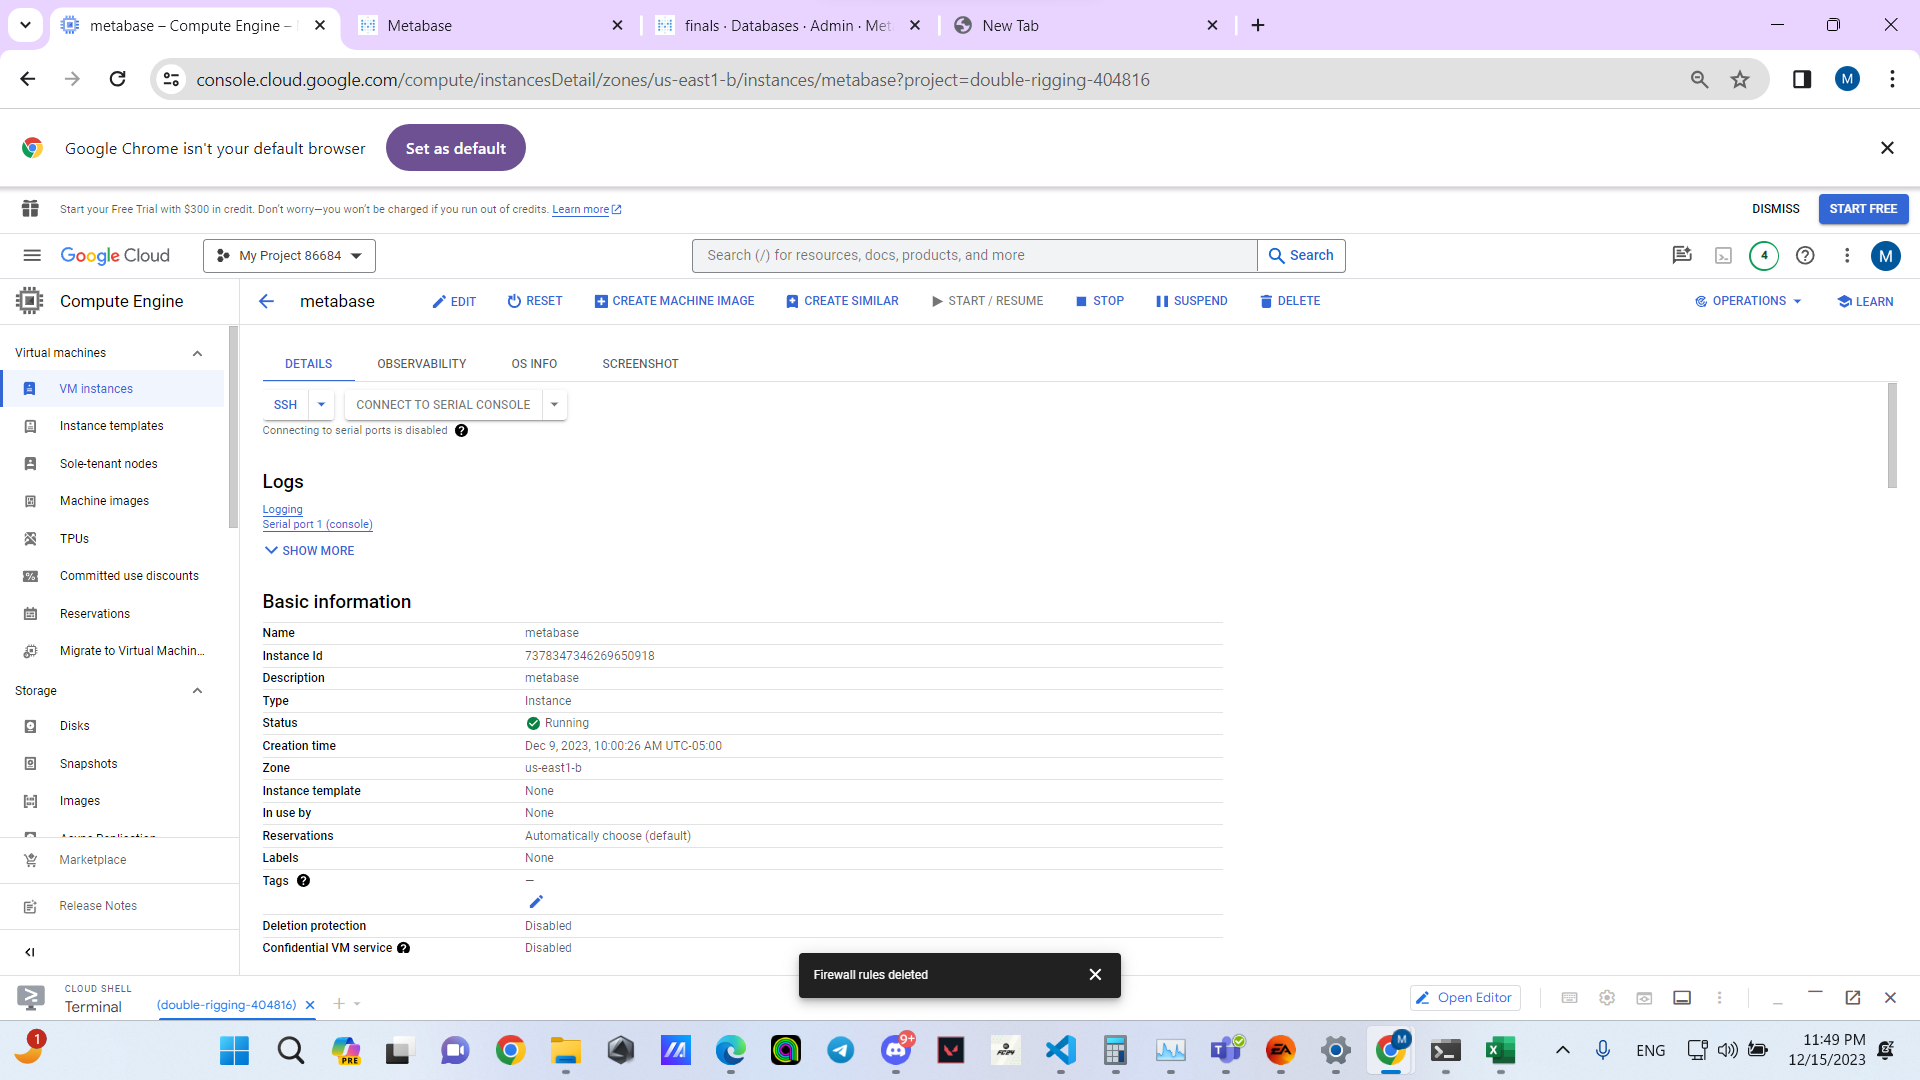 metabase – Compute Engine –
Metabase
finals · Databases · Admin · Met
New Tab
console.cloud.google.com/compute/instancesDetail/zones/us-east1-b/instances/metabase?project=double-rigging-404816
M
Google Chrome isn't your default browser
Set as default
Start your Free Trial with $300 in credit. Don't worry—you won't be charged if you run out of credits. Learn more
DISMISS
START FREE
Google Cloud
My Project 86684
Search (/) for resources, docs, products, and more
Search
4
M
Compute Engine
metabase
EDIT
RESET
CREATE MACHINE IMAGE
CREATE SIMILAR
START / RESUME
STOP
SUSPEND
DELETE
OPERATIONS
LEARN
Virtual machines
VM instances
Instance templates
Sole-tenant nodes
Machine images
TPUs
Committed use discounts
Reservations
Migrate to Virtual Machin...
Storage
Disks
Snapshots
Images
Async Replication
Marketplace
Release Notes
DETAILS
OBSERVABILITY
OS INFO
SCREENSHOT
SSH
CONNECT TO SERIAL CONSOLE
Connecting to serial ports is disabled
Logs
Logging
Serial port 1 (console)
SHOW MORE
Basic information
Name metabase
Instance Id 7378347346269650918
Description metabase
Type Instance
Status Running
Creation time Dec 9, 2023, 10:00:26 AM UTC-05:00
Zone us-east1-b
Instance template None
In use by None
Reservations Automatically choose (default)
Labels None
Tags —
Deletion protection Disabled
Confidential VM service Disabled
Firewall rules deleted
CLOUD SHELL
Terminal
(double-rigging-404816)
Open Editor
1
PRE
9+
FC24
EA
M
ENG
11:49 PM
12/15/2023